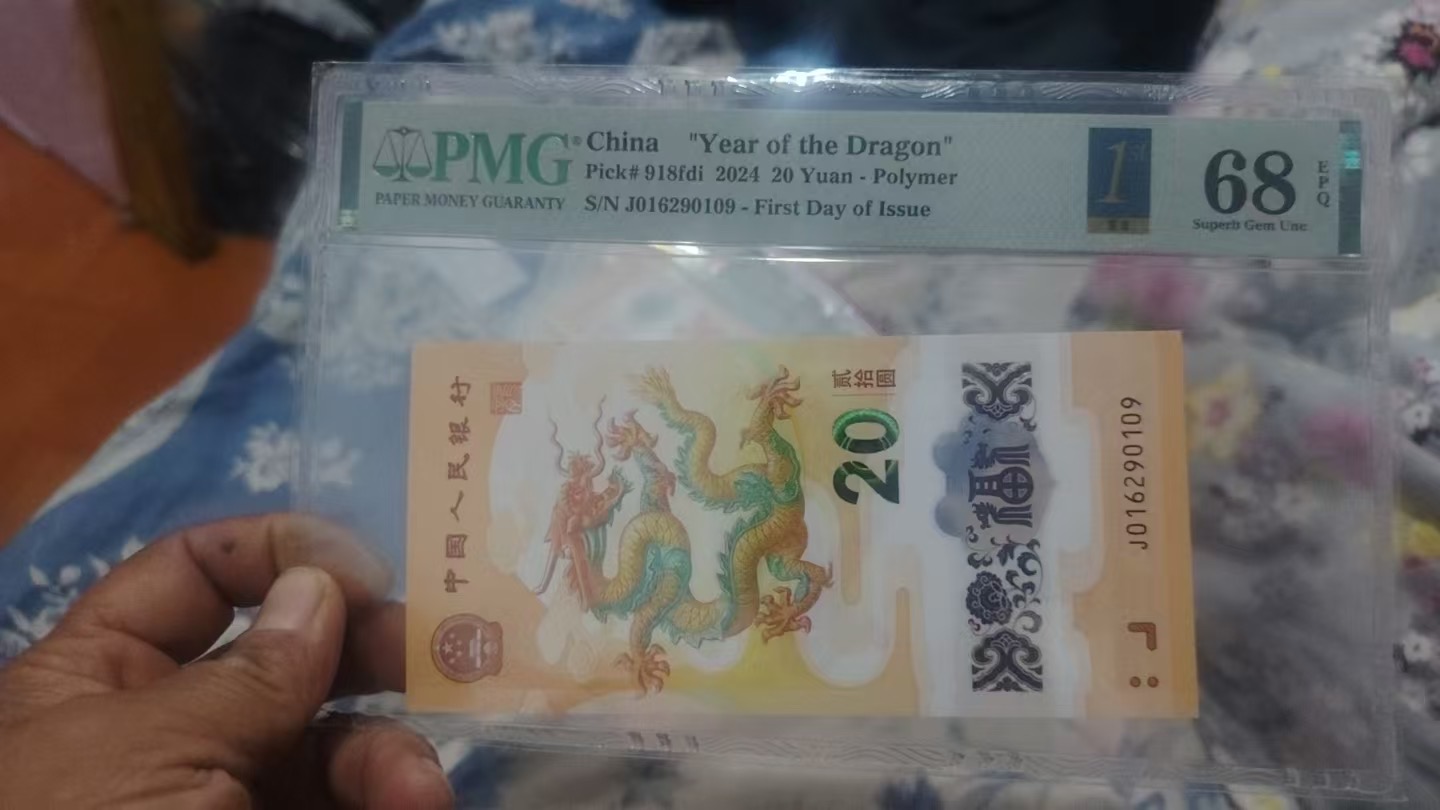 PMG® China "Year of the Dragon"
Pick# 918fdi 2024 20 Yuan - Polymer
PAPER MONEY GUARANTY S/N J016290109 - First Day of Issue
1st
68
EPQ
Superb Gem Unc
中国人民银行
贰拾圆
20
福
J016290109